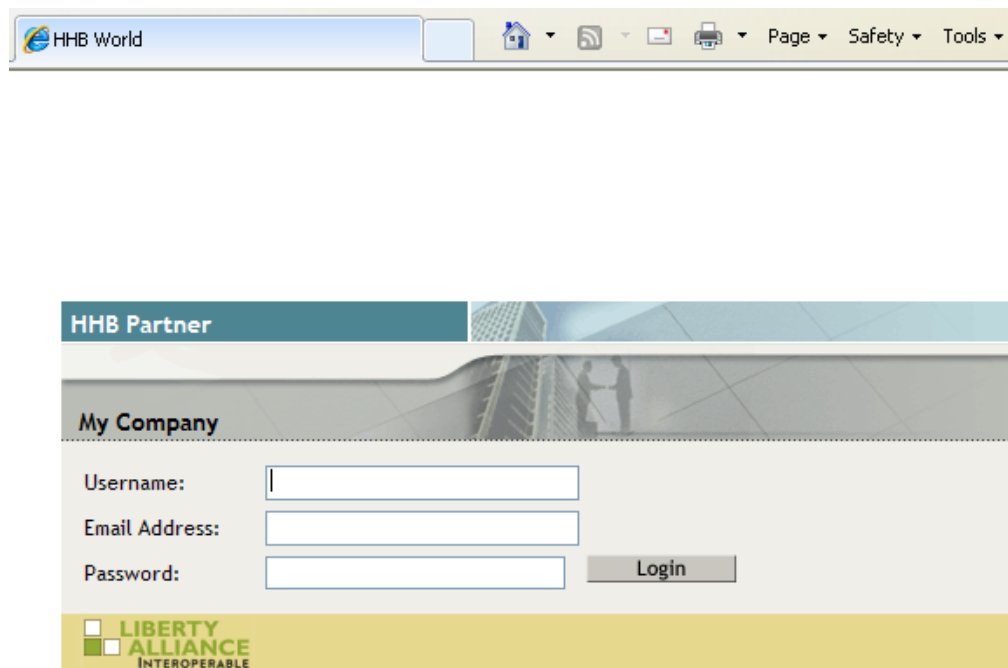 HHB World Page Safety Tools
HHB Partner
My Company
Username:
Email Address:
Password: Login
LIBERTY
ALLIANCE
INTEROPERABLE